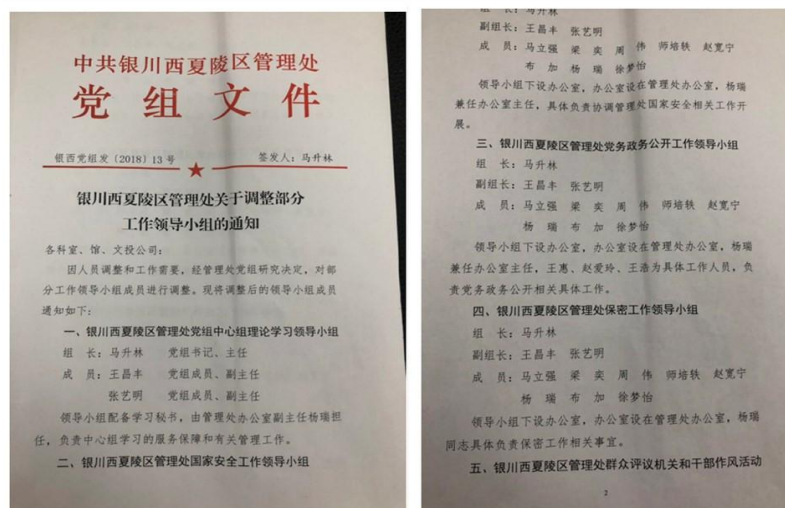 中共银川西夏陵区管理处
党组文件
银西党组发〔2018〕13号 签发人：马升林
银川西夏陵区管理处关于调整部分
工作领导小组的通知
各科室、馆、文投公司：
因人员调整和工作需要，经管理处党组研究决定，对部
分工作领导小组成员进行调整。现将调整后的领导小组成员
通知如下：
一、银川西夏陵区管理处党组中心组理论学习领导小组
组 长：马升林 党组书记、主任
成 员：王昌丰 党组成员、副主任
张艺明 党组成员、副主任
领导小组配备学习秘书，由管理处办公室副主任杨瑞担
任，负责中心组学习的服务保障和有关管理工作。
二、银川西夏陵区管理处国家安全工作领导小组
组 长：马升林
副组长：王昌丰 张艺明
成 员：马立强 梁 奕 周 伟 师培轶 赵宽宁
布 加 杨 瑞 徐梦怡
领导小组下设办公室，办公室设在管理处办公室，杨瑞
兼任办公室主任，具体负责协调管理处国家安全相关工作开
展。
三、银川西夏陵区管理处党务政务公开工作领导小组
组 长：马升林
副组长：王昌丰 张艺明
成 员：马立强 梁 奕 周 伟 师培轶 赵宽宁
杨 瑞 布 加 徐梦怡
领导小组下设办公室，办公室设在管理处办公室，杨瑞
兼任办公室主任，王惠、赵爱玲、王浩为具体工作人员，负
责党务政务公开相关具体工作。
四、银川西夏陵区管理处保密工作领导小组
组 长：马升林
副组长：王昌丰 张艺明
成 员：马立强 梁 奕 周 伟 师培轶 赵宽宁
杨 瑞 布 加 徐梦怡
领导小组下设办公室，办公室设在管理处办公室，杨瑞
同志具体负责保密工作相关事宜。
五、银川西夏陵区管理处群众评议机关和干部作风活动
2